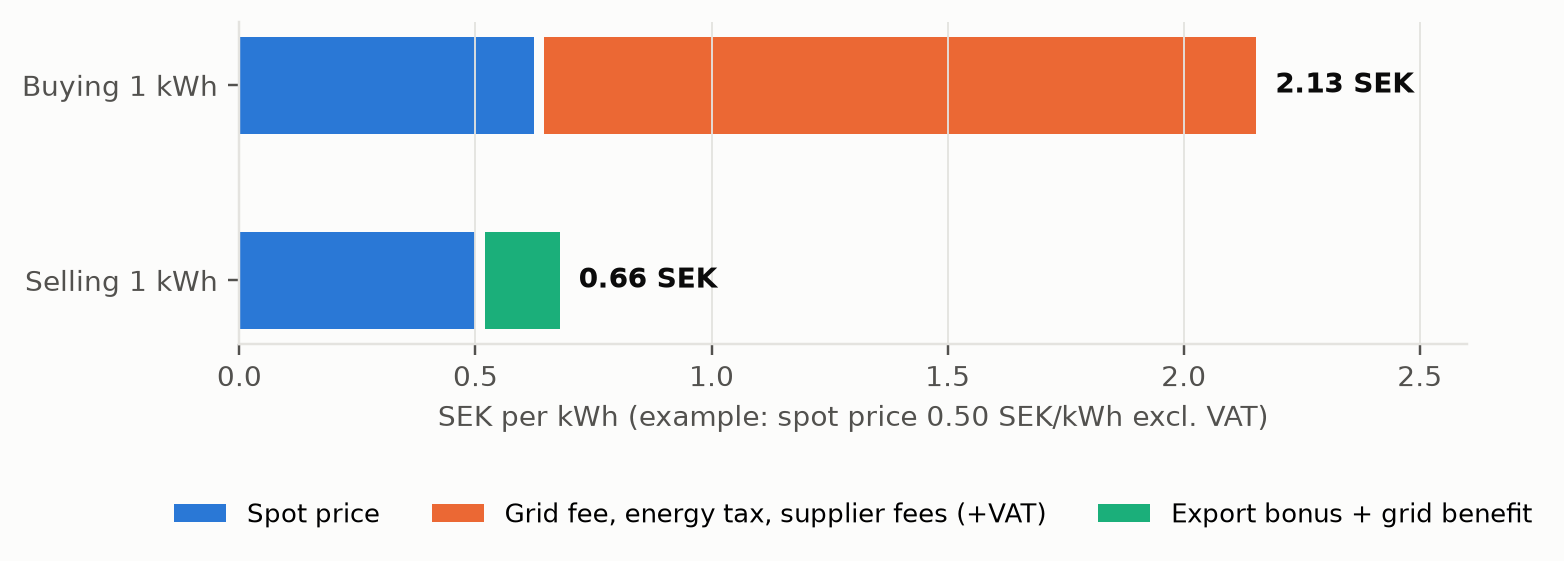 Buying 1 kWh
2.13 SEK
Selling 1 kWh
0.66 SEK
0.0 0.5 1.0 1.5 2.0 2.5
SEK per kWh (example: spot price 0.50 SEK/kWh excl. VAT)
Spot price Grid fee, energy tax, supplier fees (+VAT) Export bonus + grid benefit